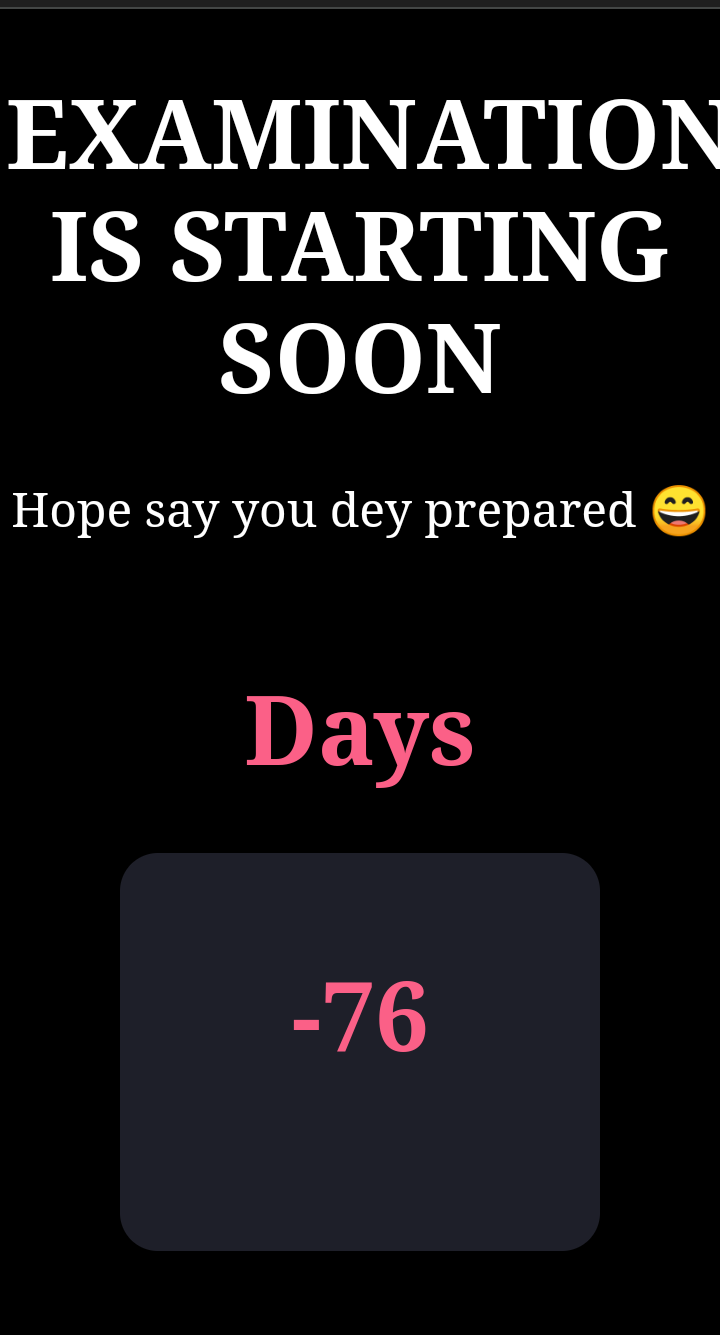 EXAMINATION
IS STARTING
SOON
Hope say you dey prepared 😄
Days
-76